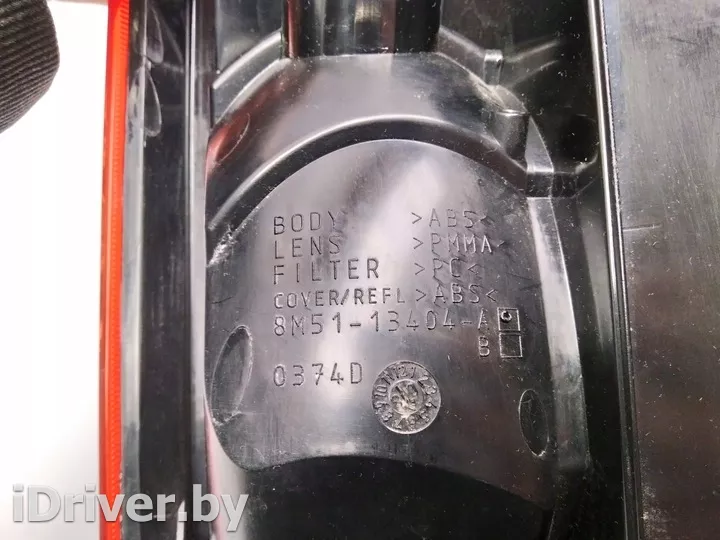 BODY >ABS<
LENS >PMMA<
FILTER >PC<
COVER/REFL >ABS<
8M51-13404-A
B
0374D
iDriver.by